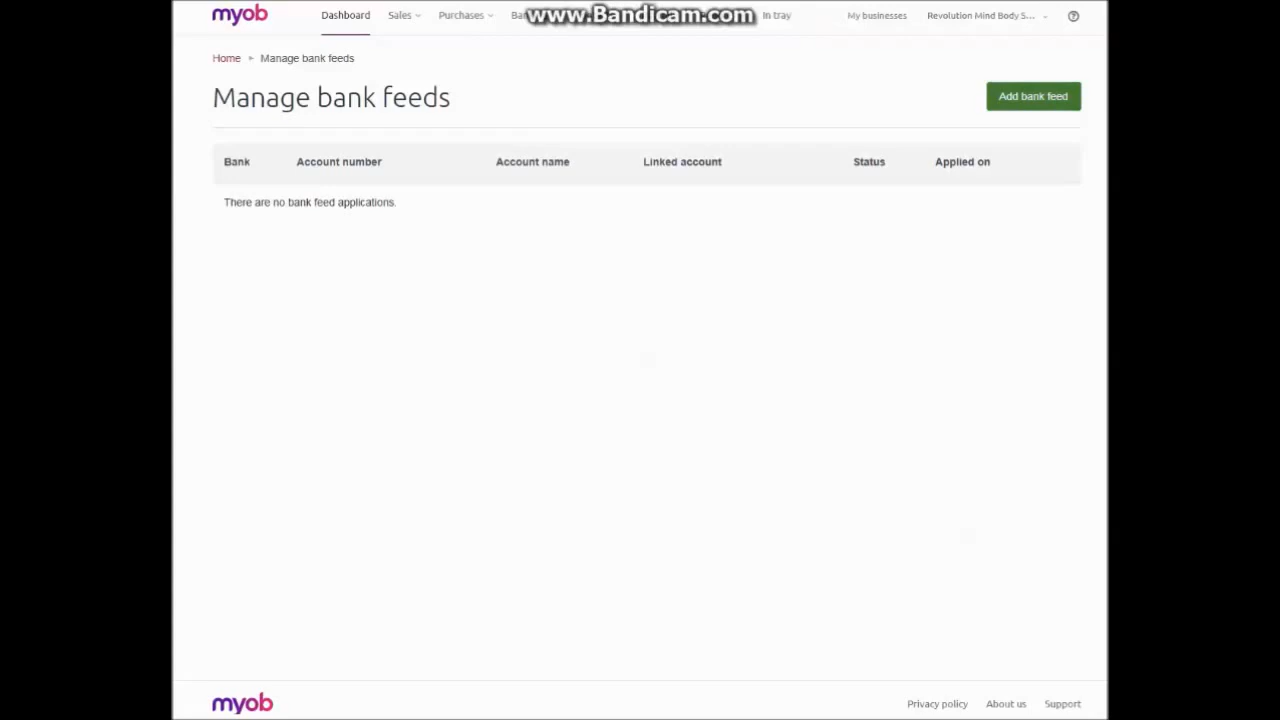 myob Dashboard Sales Purchases www.Bandicam.com In tray My businesses Revolution Mind Body S...
Home Manage bank feeds
Manage bank feeds
Add bank feed
Bank Account number Account name Linked account Status Applied on
There are no bank feed applications.
myob Privacy policy About us Support